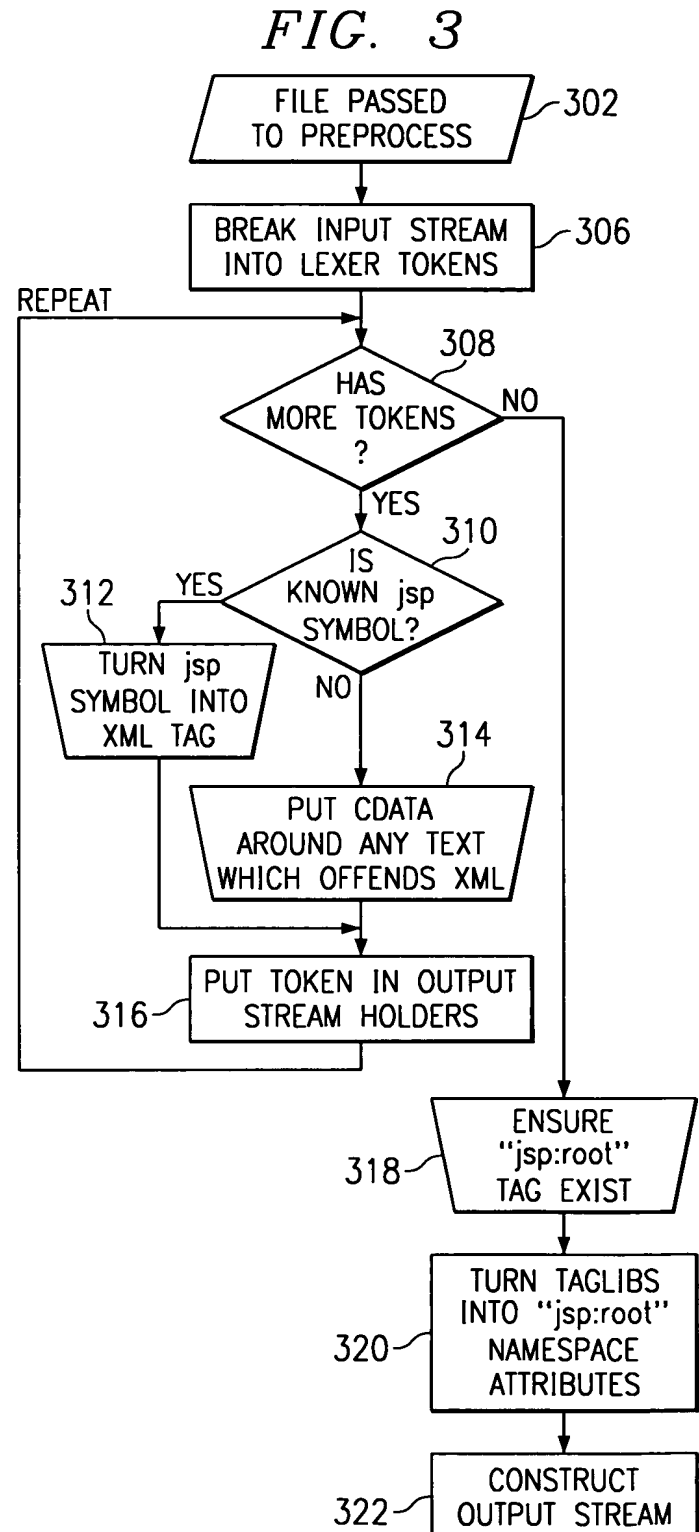 FIG. 3
FILE PASSED
TO PREPROCESS
302
BREAK INPUT STREAM
INTO LEXER TOKENS
306
REPEAT
308
HAS
MORE TOKENS
?
NO
YES
310
IS
KNOWN jsp
SYMBOL?
YES
NO
312
TURN jsp
SYMBOL INTO
XML TAG
314
PUT CDATA
AROUND ANY TEXT
WHICH OFFENDS XML
PUT TOKEN IN OUTPUT
STREAM HOLDERS
316
ENSURE
"jsp:root"
TAG EXIST
318
TURN TAGLIBS
INTO "jsp:root"
NAMESPACE
ATTRIBUTES
320
CONSTRUCT
OUTPUT STREAM
322